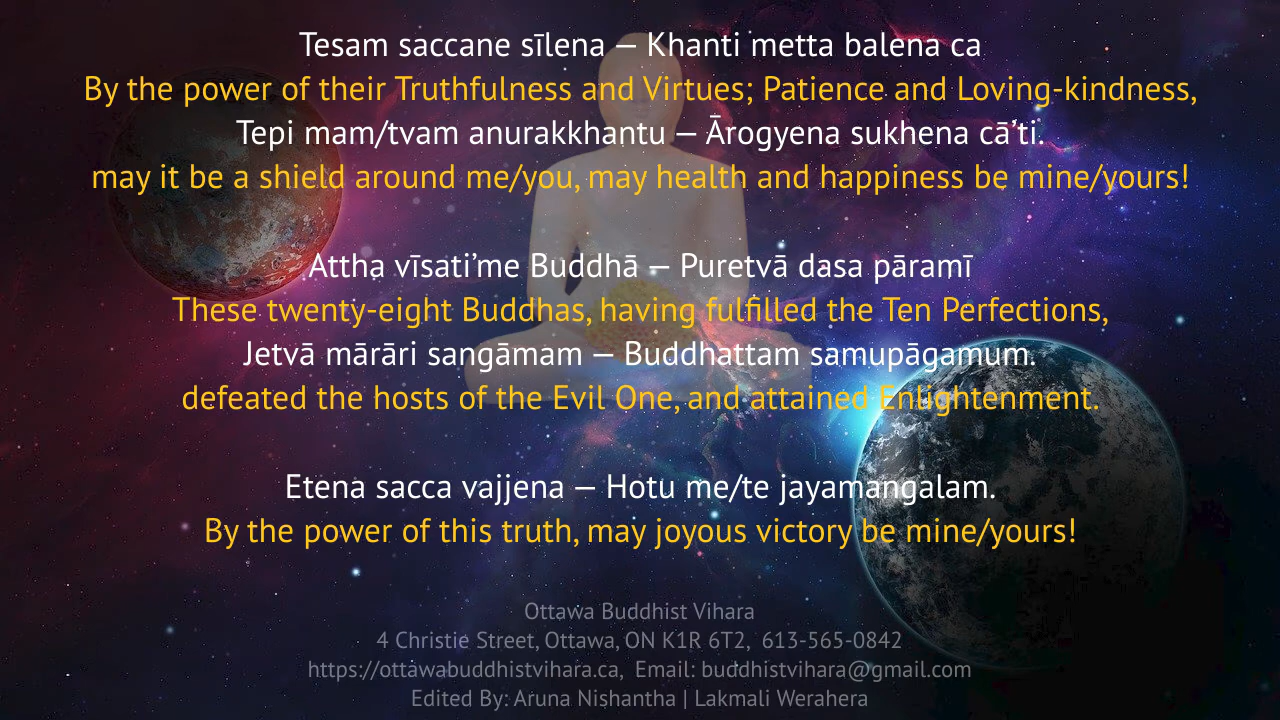 Tesam saccane sīlena — Khanti metta balena ca
By the power of their Truthfulness and Virtues; Patience and Loving-kindness,
Tepi mam/tvam anurakkhantu — Ārogyena sukhena cā’ti.
may it be a shield around me/you, may health and happiness be mine/yours!
Attha vīsati’me Buddhā — Puretvā dasa pāramī
These twenty-eight Buddhas, having fulfilled the Ten Perfections,
Jetvā mārāri sangāmam — Buddhattam samupāgamum.
defeated the hosts of the Evil One, and attained Enlightenment.
Etena sacca vajjena — Hotu me/te jayamangalam.
By the power of this truth, may joyous victory be mine/yours!
Ottawa Buddhist Vihara
4 Christie Street, Ottawa, ON K1R 6T2, 613-565-0842
https://ottawabuddhistvihara.ca, Email: buddhistvihara@gmail.com
Edited By: Aruna Nishantha | Lakmali Werahera